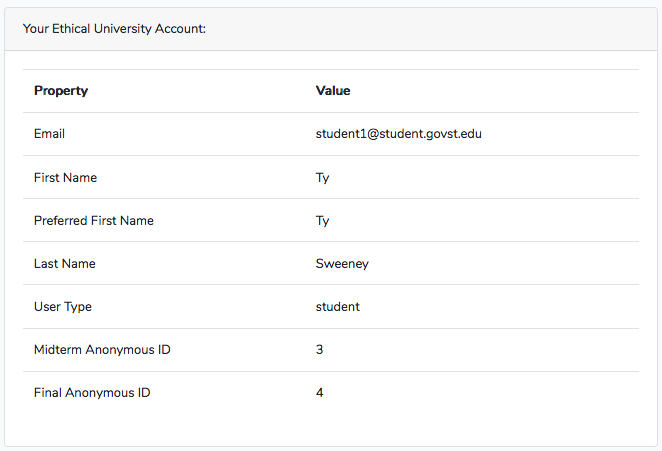 Your Ethical University Account:
Property Value
Email student1@student.govst.edu
First Name Ty
Preferred First Name Ty
Last Name Sweeney
User Type student
Midterm Anonymous ID 3
Final Anonymous ID 4